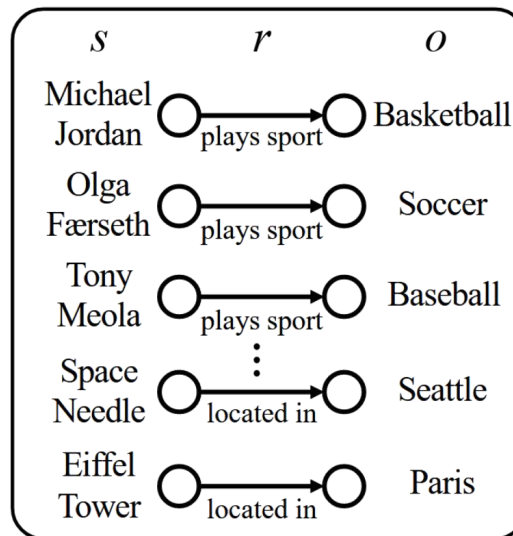 s r o
Michael
Jordan
plays sport
Basketball
Olga
Færseth
plays sport
Soccer
Tony
Meola
plays sport
Baseball
⋮
Space
Needle
located in
Seattle
Eiffel
Tower
located in
Paris